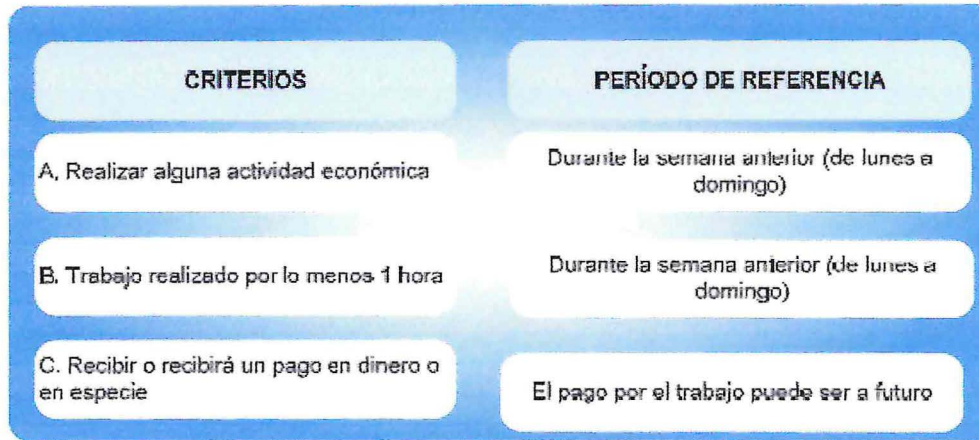 CRITERIOS
PERÍODO DE REFERENCIA
A. Realizar alguna actividad económica
Durante la semana anterior (de lunes a
domingo)
B. Trabajo realizado por lo menos 1 hora
Durante la semana anterior (de lunes a
domingo)
C. Recibir o recibirá un pago en dinero o
en especie
El pago por el trabajo puede ser a futuro